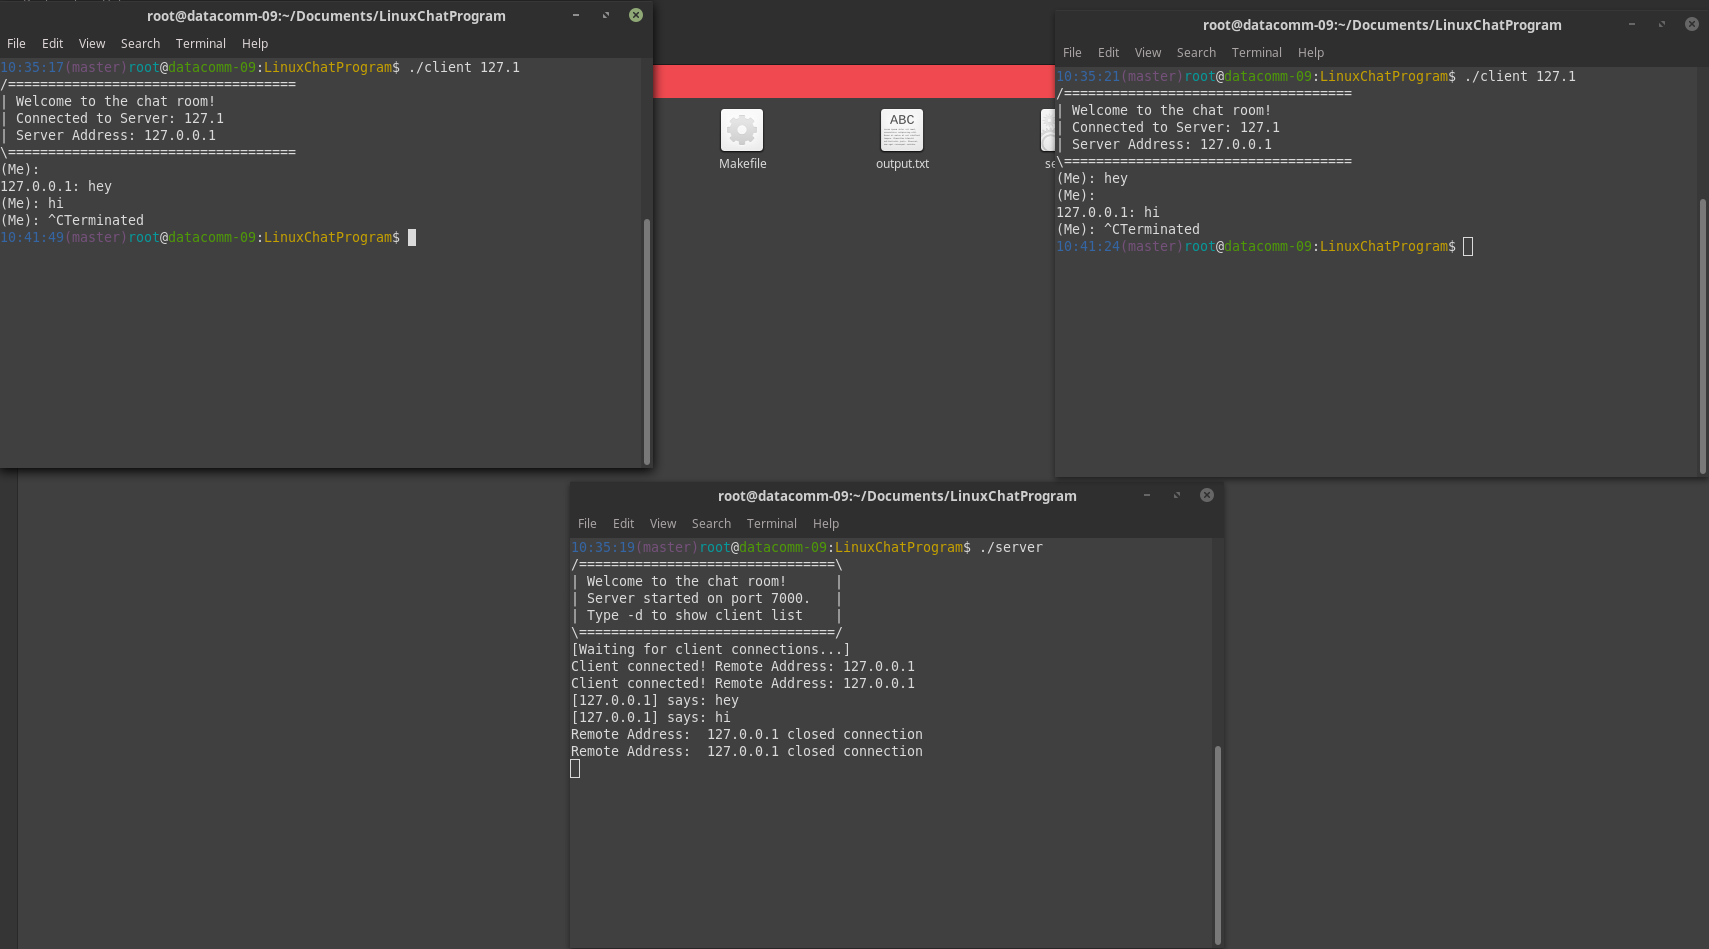 root@datacomm-09:~/Documents/LinuxChatProgram
File Edit View Search Terminal Help
10:35:17(master)root@datacomm-09:LinuxChatProgram$ ./client 127.1
/====================================
| Welcome to the chat room!
| Connected to Server: 127.1
| Server Address: 127.0.0.1
\====================================
(Me):
127.0.0.1: hey
(Me): hi
(Me): ^CTerminated
10:41:49(master)root@datacomm-09:LinuxChatProgram$
ABC
Makefile
output.txt
root@datacomm-09:~/Documents/LinuxChatProgram
File Edit View Search Terminal Help
10:35:21(master)root@datacomm-09:LinuxChatProgram$ ./client 127.1
/====================================
| Welcome to the chat room!
| Connected to Server: 127.1
| Server Address: 127.0.0.1
\====================================
(Me): hey
(Me):
127.0.0.1: hi
(Me): ^CTerminated
10:41:24(master)root@datacomm-09:LinuxChatProgram$
root@datacomm-09:~/Documents/LinuxChatProgram
File Edit View Search Terminal Help
10:35:19(master)root@datacomm-09:LinuxChatProgram$ ./server
/================================\
| Welcome to the chat room!      |
| Server started on port 7000.   |
| Type -d to show client list    |
\================================/
[Waiting for client connections...]
Client connected! Remote Address: 127.0.0.1
Client connected! Remote Address: 127.0.0.1
[127.0.0.1] says: hey
[127.0.0.1] says: hi
Remote Address:  127.0.0.1 closed connection
Remote Address:  127.0.0.1 closed connection